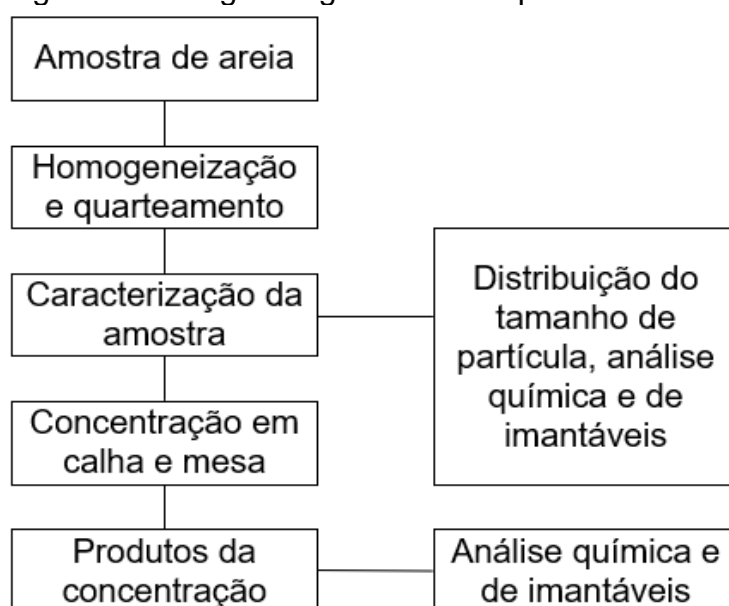 Amostra de areia
Homogeneização
e quarteamento
Caracterização da
amostra
Distribuição do
tamanho de
partícula, análise
química e de
imantáveis
Concentração em
calha e mesa
Produtos da
concentração
Análise química e
de imantáveis